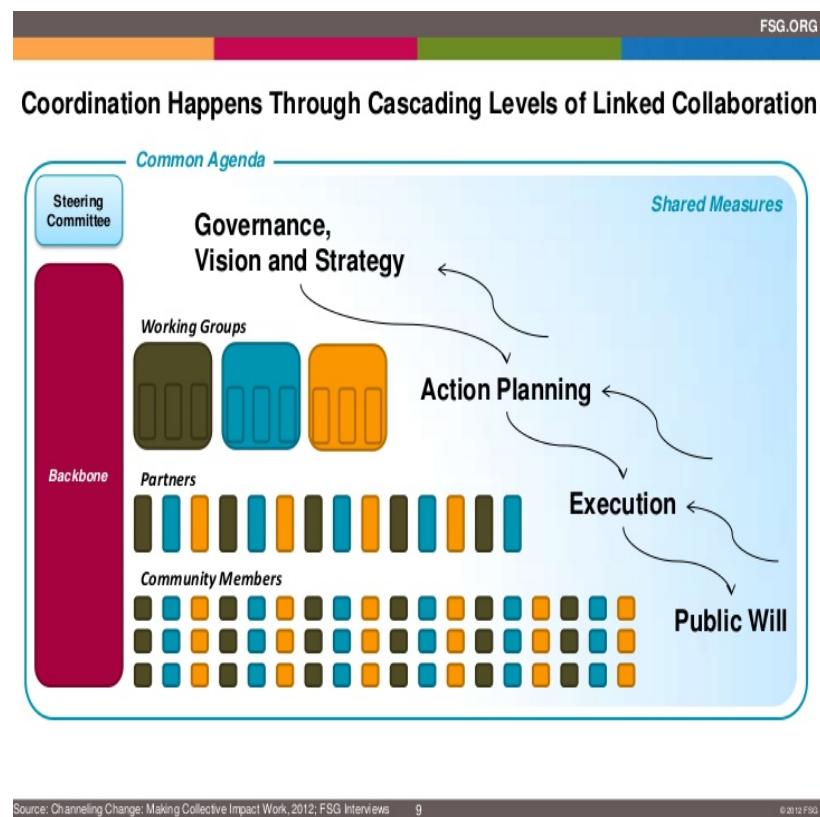 FSG.ORG
Coordination Happens Through Cascading Levels of Linked Collaboration
Common Agenda
Steering
Committee
Shared Measures
Governance,
Vision and Strategy
Working Groups
Action Planning
Backbone
Partners
Execution
Community Members
Public Will
Source: Channeling Change: Making Collective Impact Work, 2012; FSG Interviews
9
© 2012 FSG